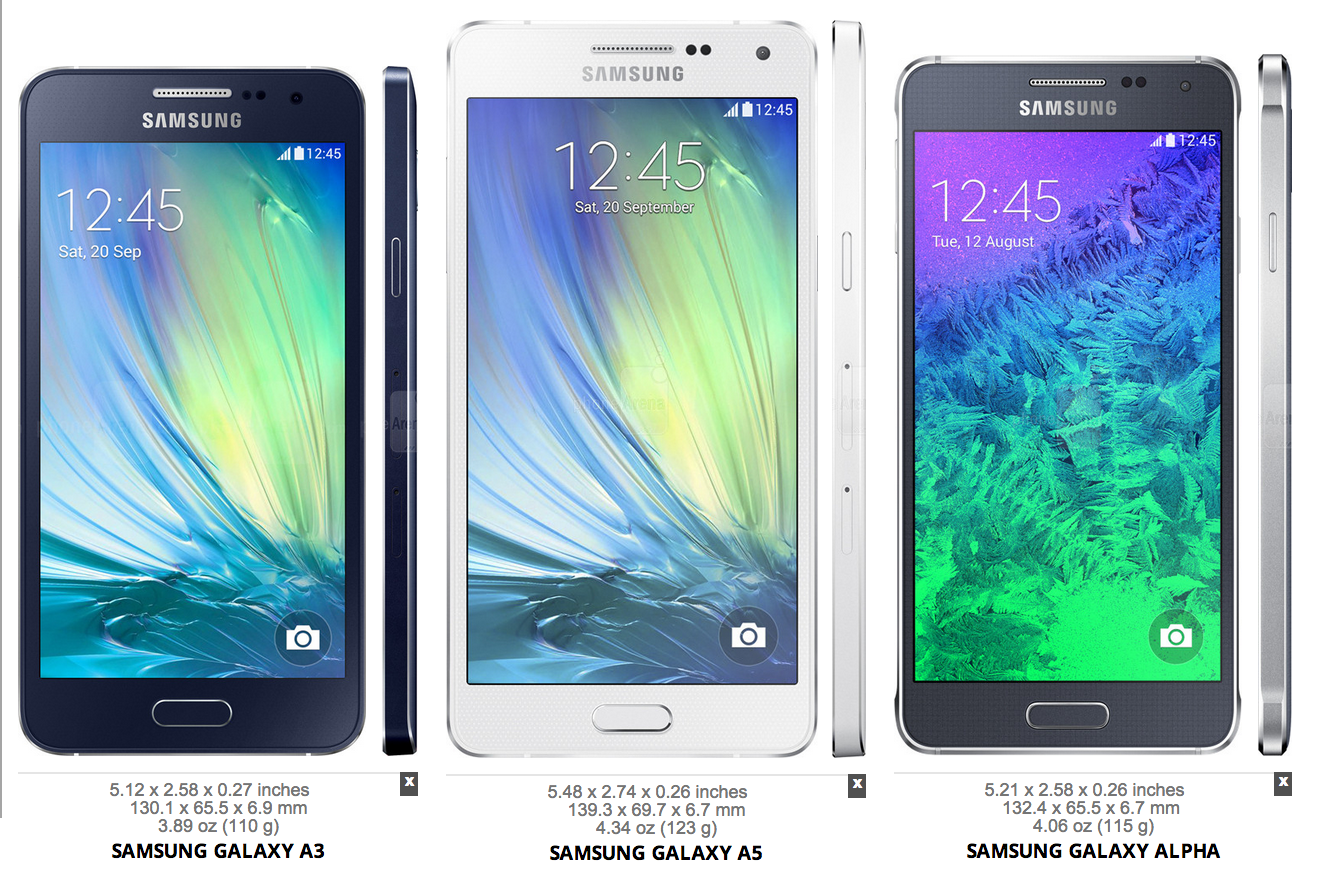 SAMSUNG
12:45
12:45
Sat, 20 Sep
SAMSUNG
12:45
12:45
Sat, 20 September
SAMSUNG
12:45
12:45
Tue, 12 August
phoneArena
X
5.12 x 2.58 x 0.27 inches
130.1 x 65.5 x 6.9 mm
3.89 oz (110 g)
SAMSUNG GALAXY A3
X
5.48 x 2.74 x 0.26 inches
139.3 x 69.7 x 6.7 mm
4.34 oz (123 g)
SAMSUNG GALAXY A5
X
5.21 x 2.58 x 0.26 inches
132.4 x 65.5 x 6.7 mm
4.06 oz (115 g)
SAMSUNG GALAXY ALPHA